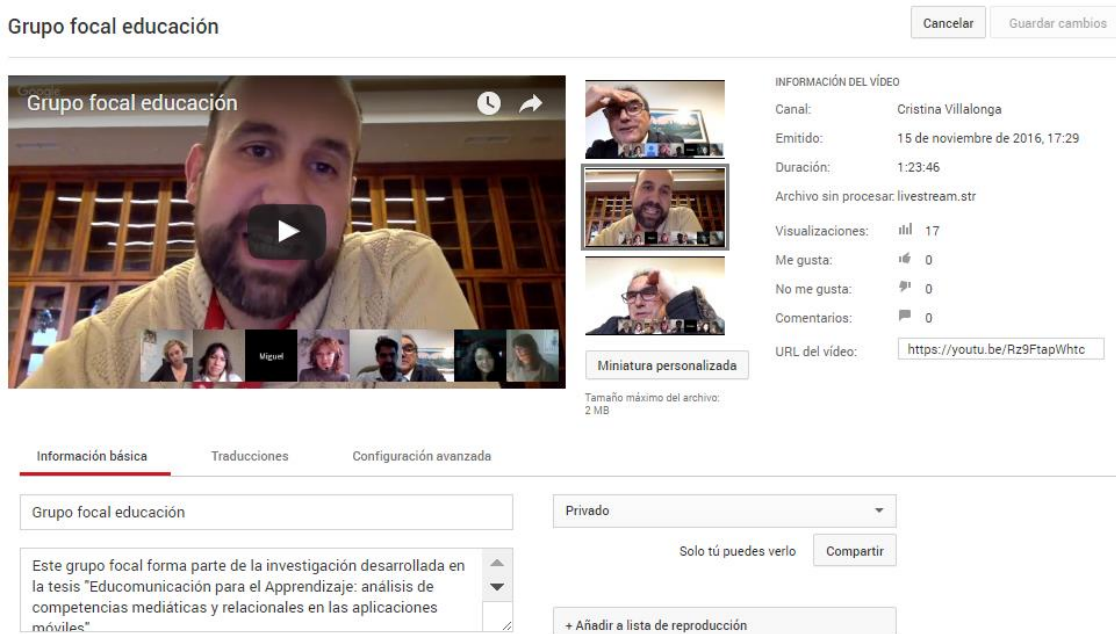 Grupo focal educación
Cancelar
Guardar cambios
Google
Grupo focal educación
Miguel
Miniatura personalizada
Tamaño máximo del archivo:
2 MB
INFORMACIÓN DEL VÍDEO
Canal: Cristina Villalonga
Emitido: 15 de noviembre de 2016, 17:29
Duración: 1:23:46
Archivo sin procesar: livestream.str
Visualizaciones: 17
Me gusta: 0
No me gusta: 0
Comentarios: 0
URL del vídeo: https://youtu.be/Rz9FtapWhtc
Información básica
Traducciones
Configuración avanzada
Grupo focal educación
Este grupo focal forma parte de la investigación desarrollada en
la tesis "Educomunicación para el Apprendizaje: análisis de
competencias mediáticas y relacionales en las aplicaciones
móviles"
Privado
Solo tú puedes verlo
Compartir
+ Añadir a lista de reproducción